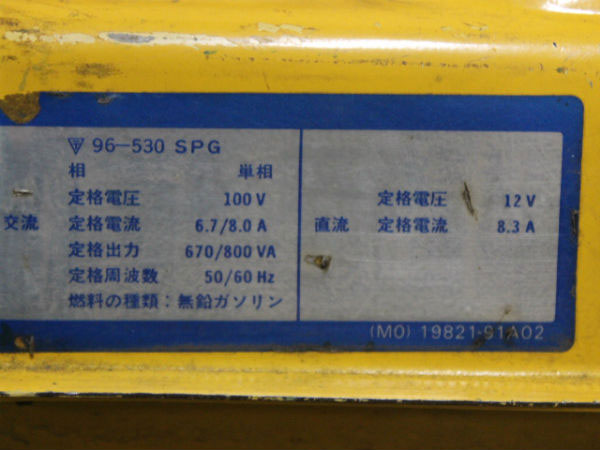 96-530 SPG
相 単相
定格電圧 100 V
交流 定格電流 6.7/8.0 A
定格出力 670/800 VA
定格周波数 50/60 Hz
燃料の種類：無鉛ガソリン
定格電圧 12 V
直流 定格電流 8.3 A
(MO) 19821-91A02